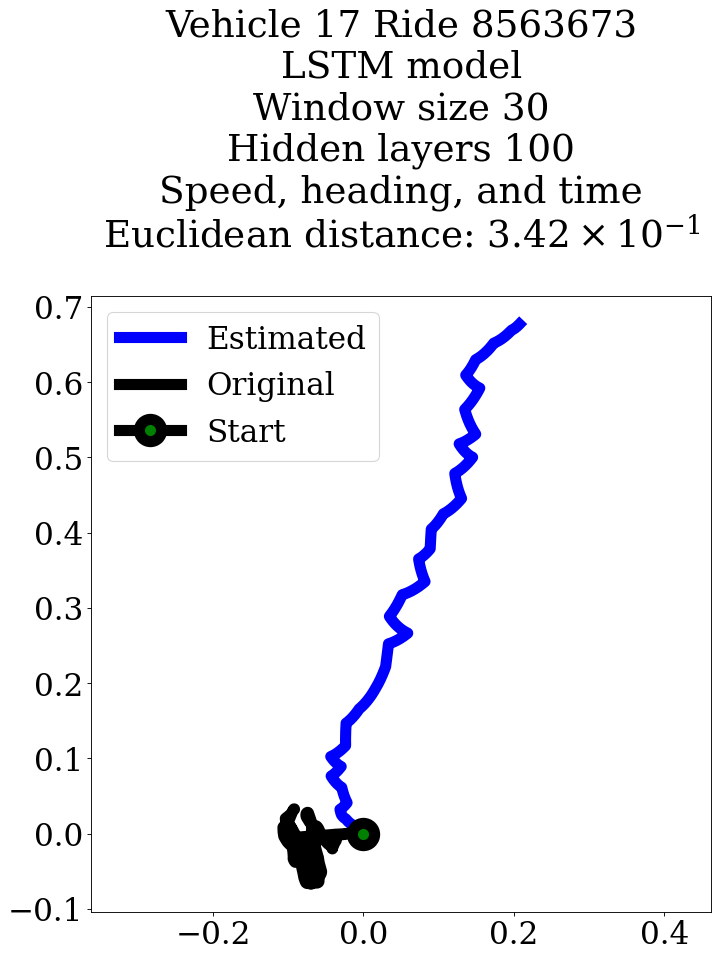 Vehicle 17 Ride 8563673
LSTM model
Window size 30
Hidden layers 100
Speed, heading, and time
Euclidean distance: 3.42 × 10⁻¹
0.7
0.6
0.5
0.4
0.3
0.2
0.1
0.0
−0.1
Estimated
Original
Start
−0.2
0.0
0.2
0.4